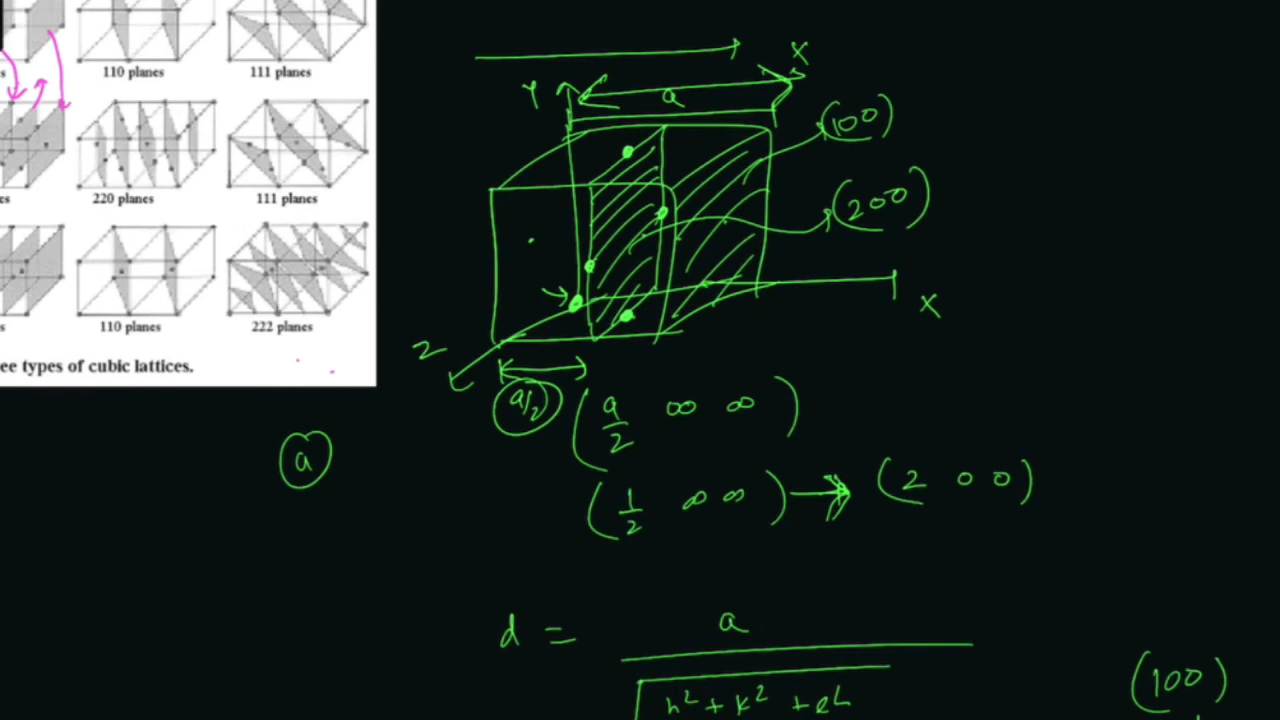 s 110 planes 111 planes
es 220 planes 111 planes
s 110 planes 222 planes
ee types of cubic lattices.
X
Y
a
(100)
(200)
X
Z
a/2 (a/2 ∞ ∞)
a
(1/2 ∞ ∞) → (2 0 0)
d = a
√h² + k² + l²
(100)